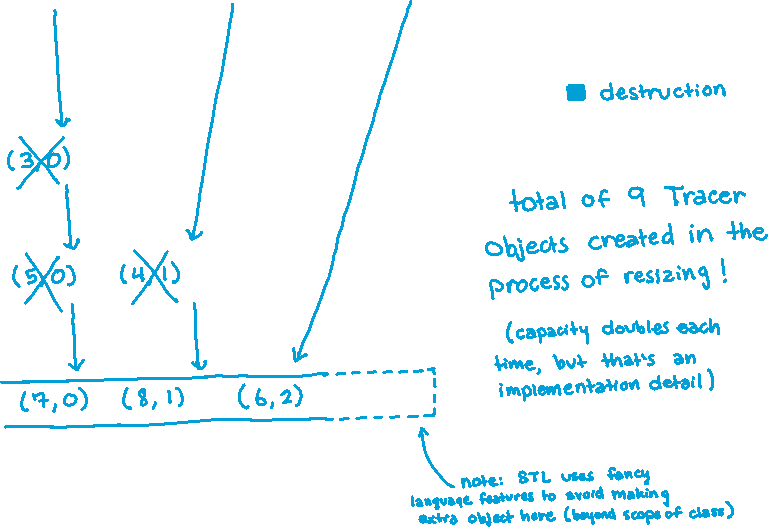 destruction
(3,0)
total of 9 Tracer
objects created in the
process of resizing!
(5,0) (4,1)
(capacity doubles each
time, but that's an
implementation detail)
(7,0) (8,1) (6,2)
note: STL uses fancy
language features to avoid making
extra object here (beyond scope of class)